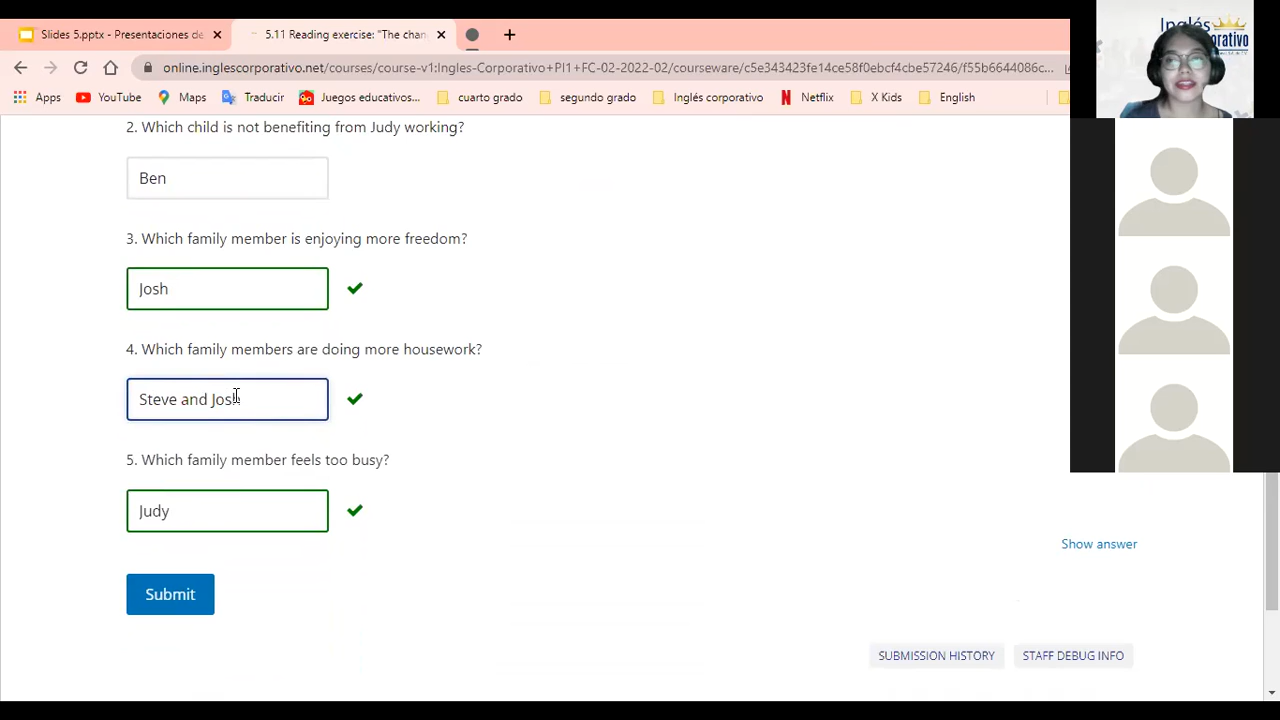 Slides 5.pptx - Presentaciones de
5.11 Reading exercise: "The chan
online.inglescorporativo.net/courses/course-v1:Ingles-Corporativo+PI1+FC-02-2022-02/courseware/c5e343423fe14ce58f0ebcf4cbe57246/f55b6644086c...
Apps YouTube Maps Traducir Juegos educativos... cuarto grado segundo grado Inglés corporativo Netflix X Kids English
Inglés
2. Which child is not benefiting from Judy working?
Ben
3. Which family member is enjoying more freedom?
Josh
4. Which family members are doing more housework?
Steve and Josh
5. Which family member feels too busy?
Judy
Show answer
Submit
SUBMISSION HISTORY STAFF DEBUG INFO